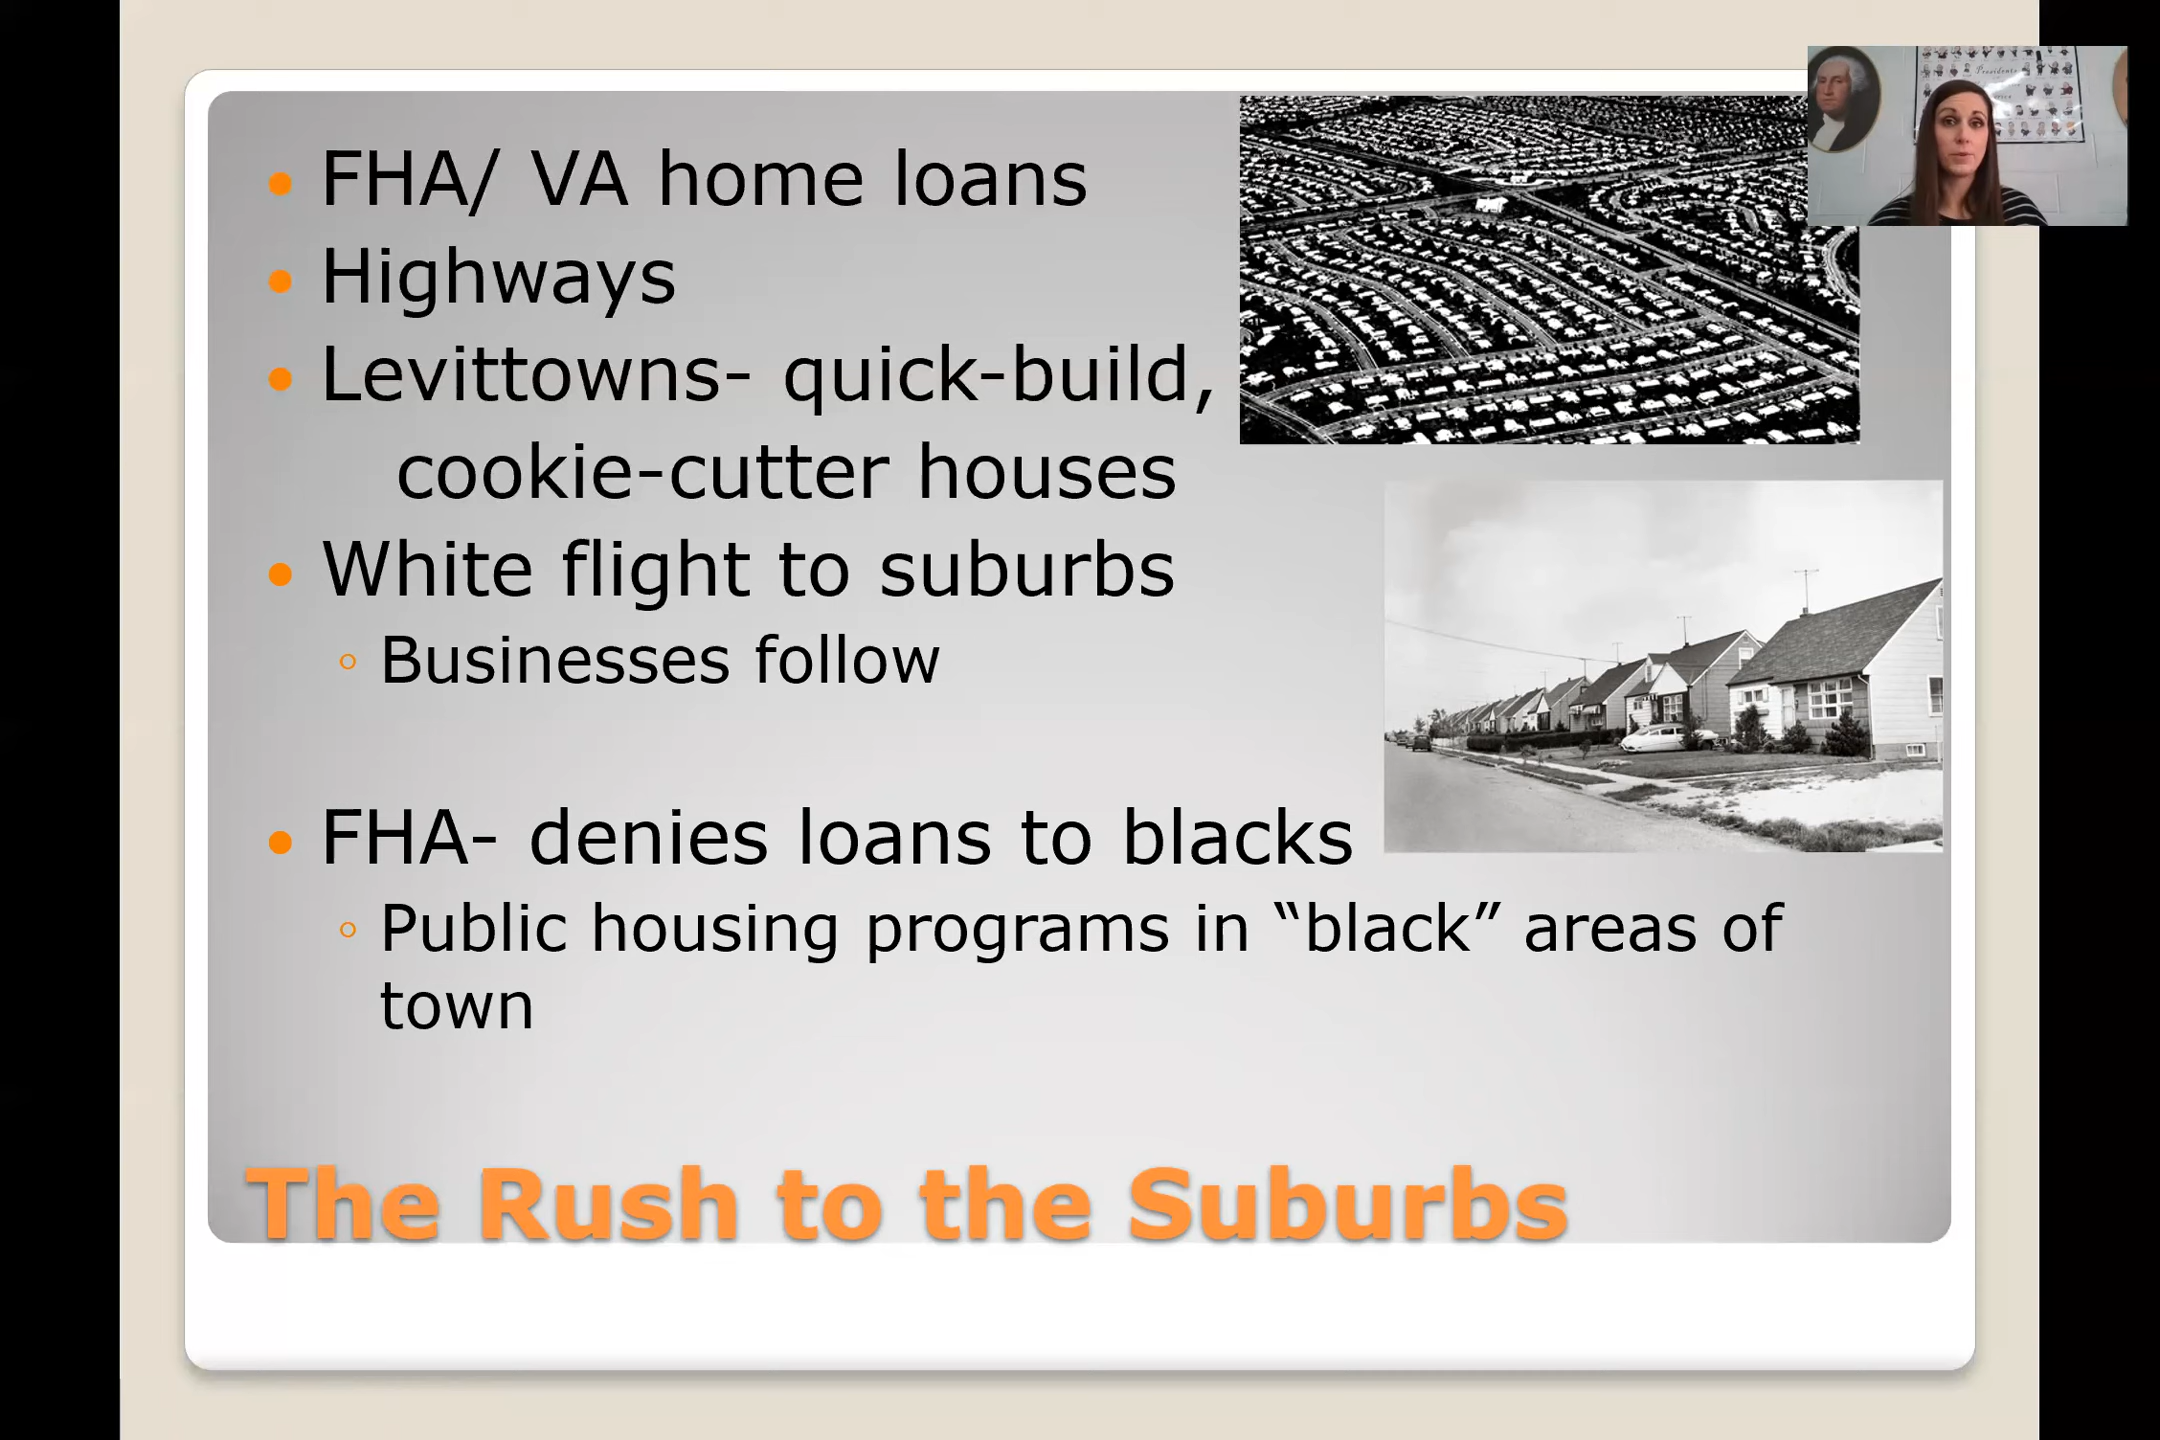 FHA/ VA home loans
Highways
Levittowns- quick-build,
cookie-cutter houses
White flight to suburbs
Businesses follow
FHA- denies loans to blacks
Public housing programs in “black” areas of
town
The Rush to the Suburbs
Presidents